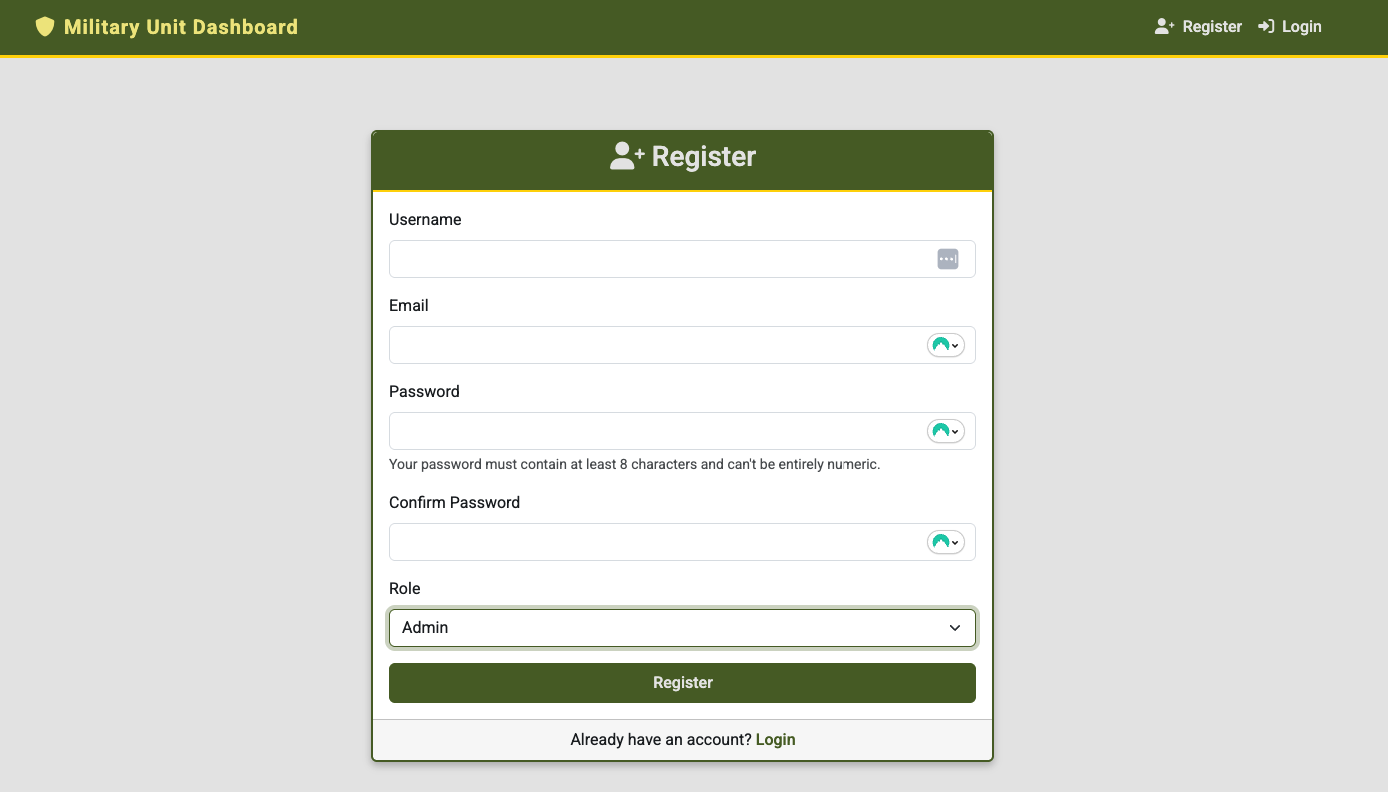 Military Unit Dashboard
Register
Login
Register
Username
Email
Password
Your password must contain at least 8 characters and can't be entirely numeric.
Confirm Password
Role
Admin
Register
Already have an account? Login